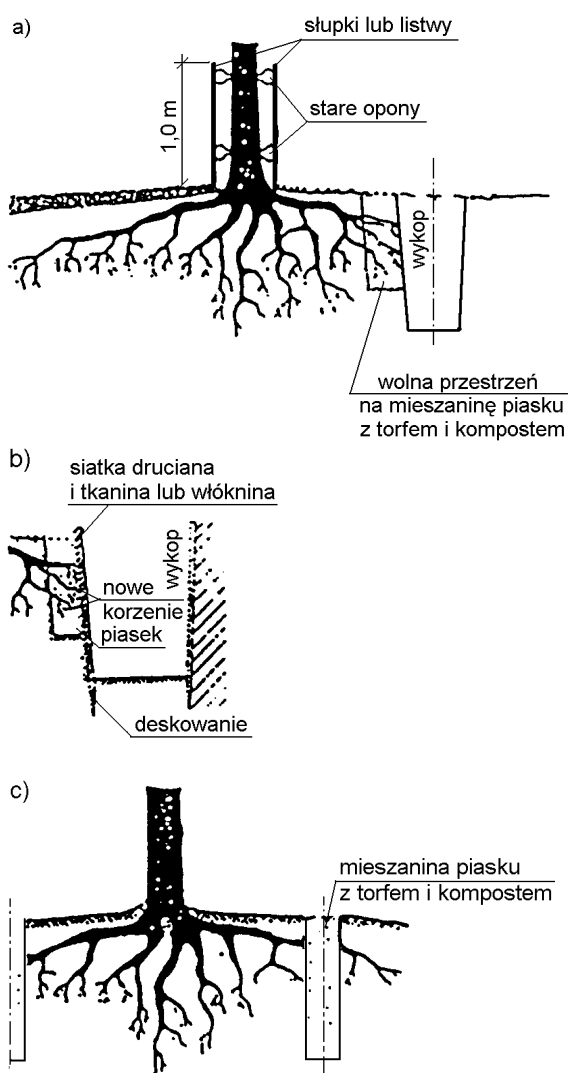 a)
słupki lub listwy
stare opony
1,0 m
wykop
wolna przestrzeń
na mieszaninę piasku
z torfem i kompostem
b)
siatka druciana
i tkanina lub włóknina
wykop
nowe
korzenie
piasek
deskowanie
c)
mieszanina piasku
z torfem i kompostem